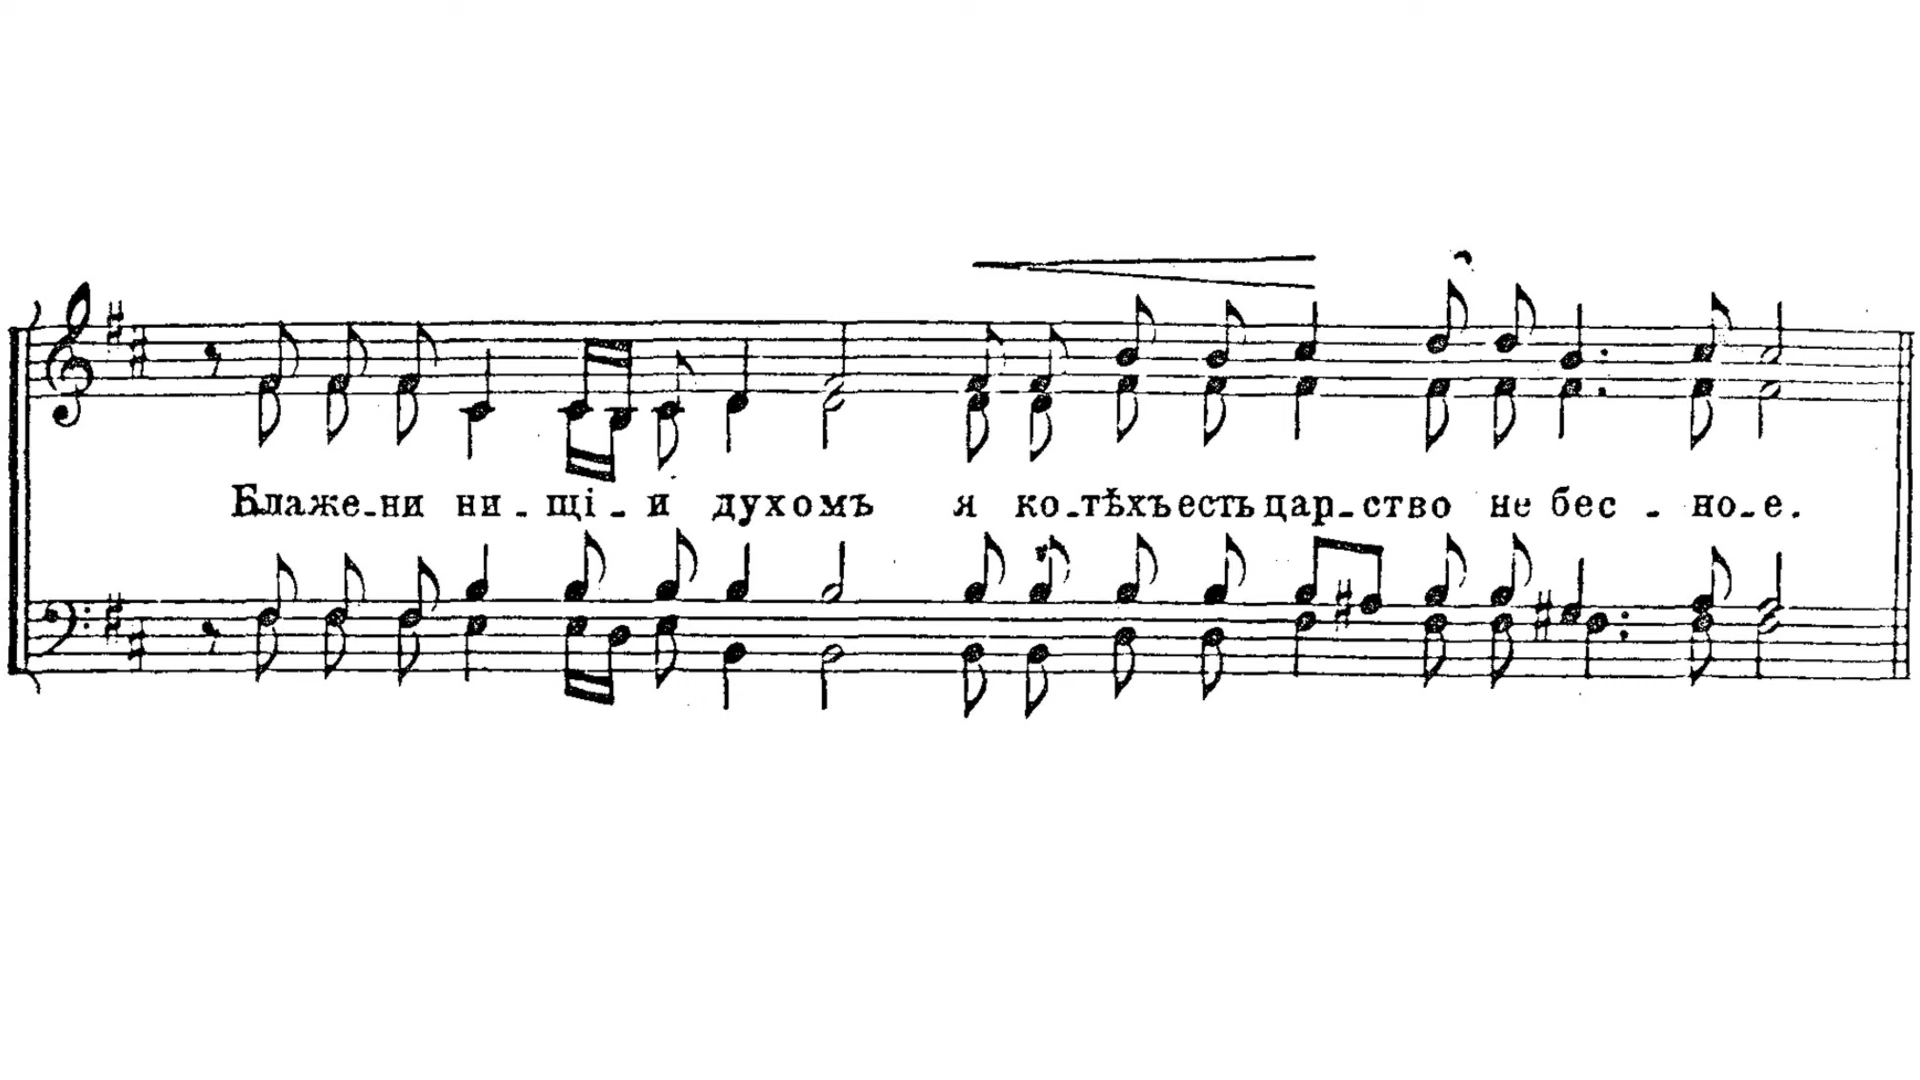 Блаже-ни ни-щі-и духомъ я ко-тѣхъ есть цар-ство не бес-но-е.